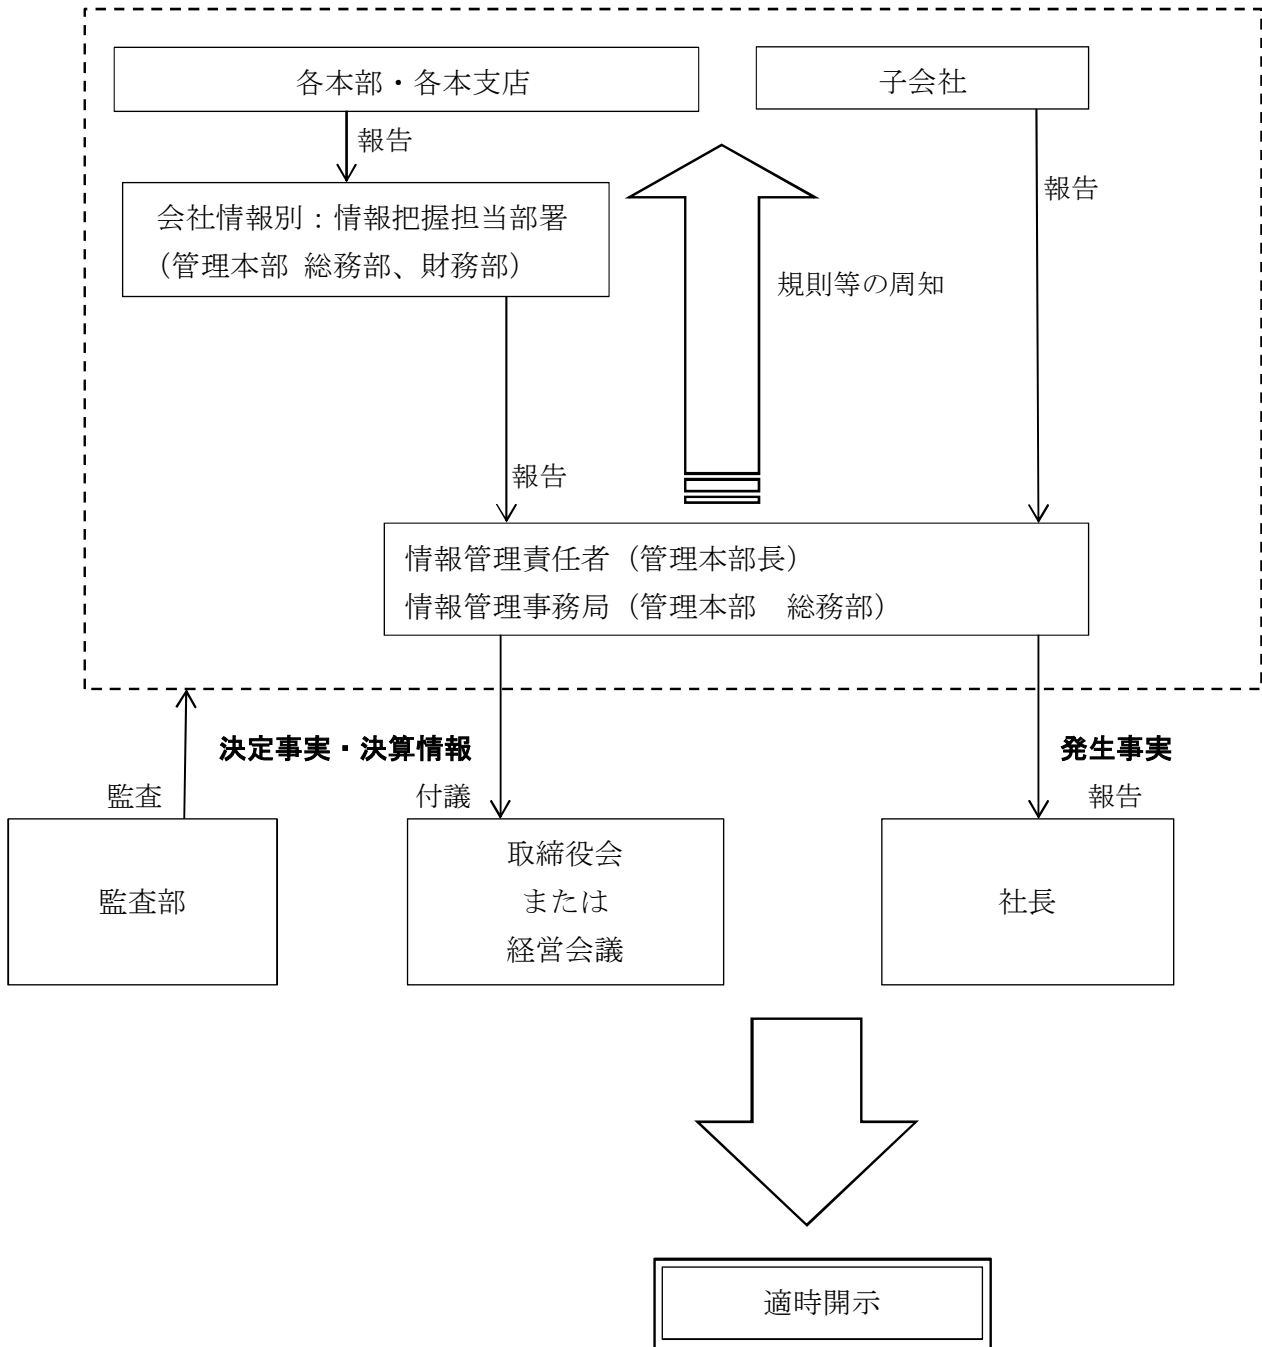 各本部・各本支店
子会社
報告
報告
会社情報別：情報把握担当部署
（管理本部 総務部、財務部）
規則等の周知
報告
情報管理責任者（管理本部長）
情報管理事務局（管理本部　総務部）
決定事実・決算情報
発生事実
監査
付議
報告
監査部
取締役会
または
経営会議
社長
適時開示